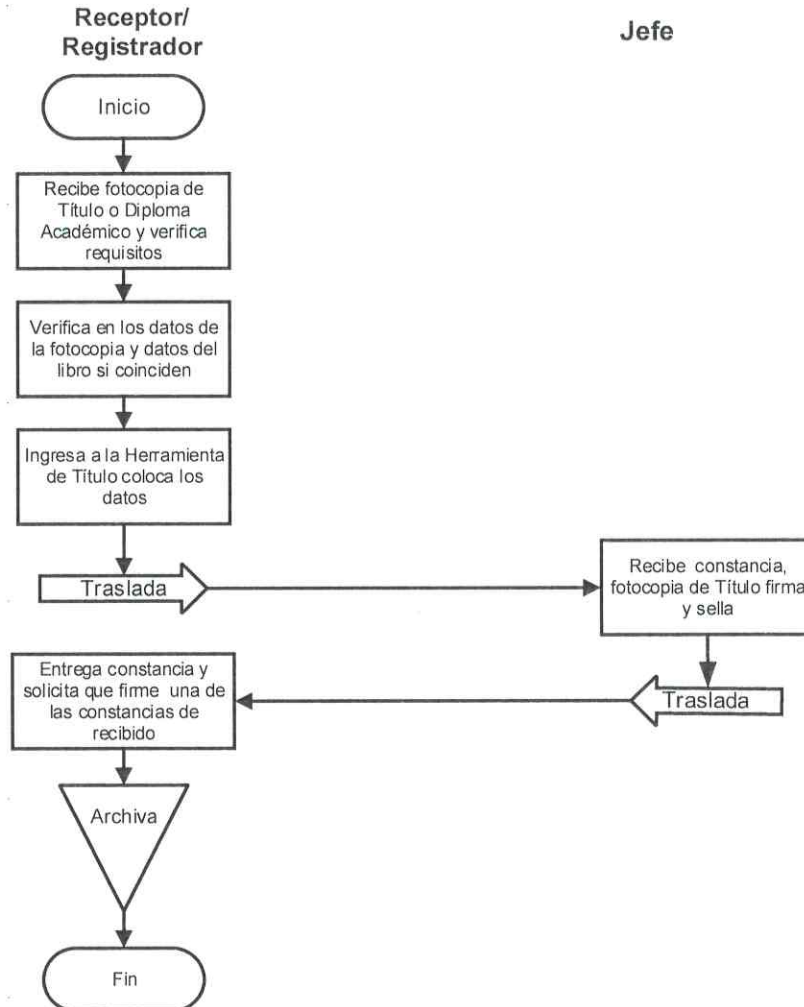 Receptor/
Registrador
Jefe
Inicio
Recibe fotocopia de
Título o Diploma
Académico y verifica
requisitos
Verifica en los datos de
la fotocopia y datos del
libro si coinciden
Ingresa a la Herramienta
de Título coloca los
datos
Traslada
Recibe constancia,
fotocopia de Título firma
y sella
Traslada
Entrega constancia y
solicita que firme una de
las constancias de
recibido
Archiva
Fin